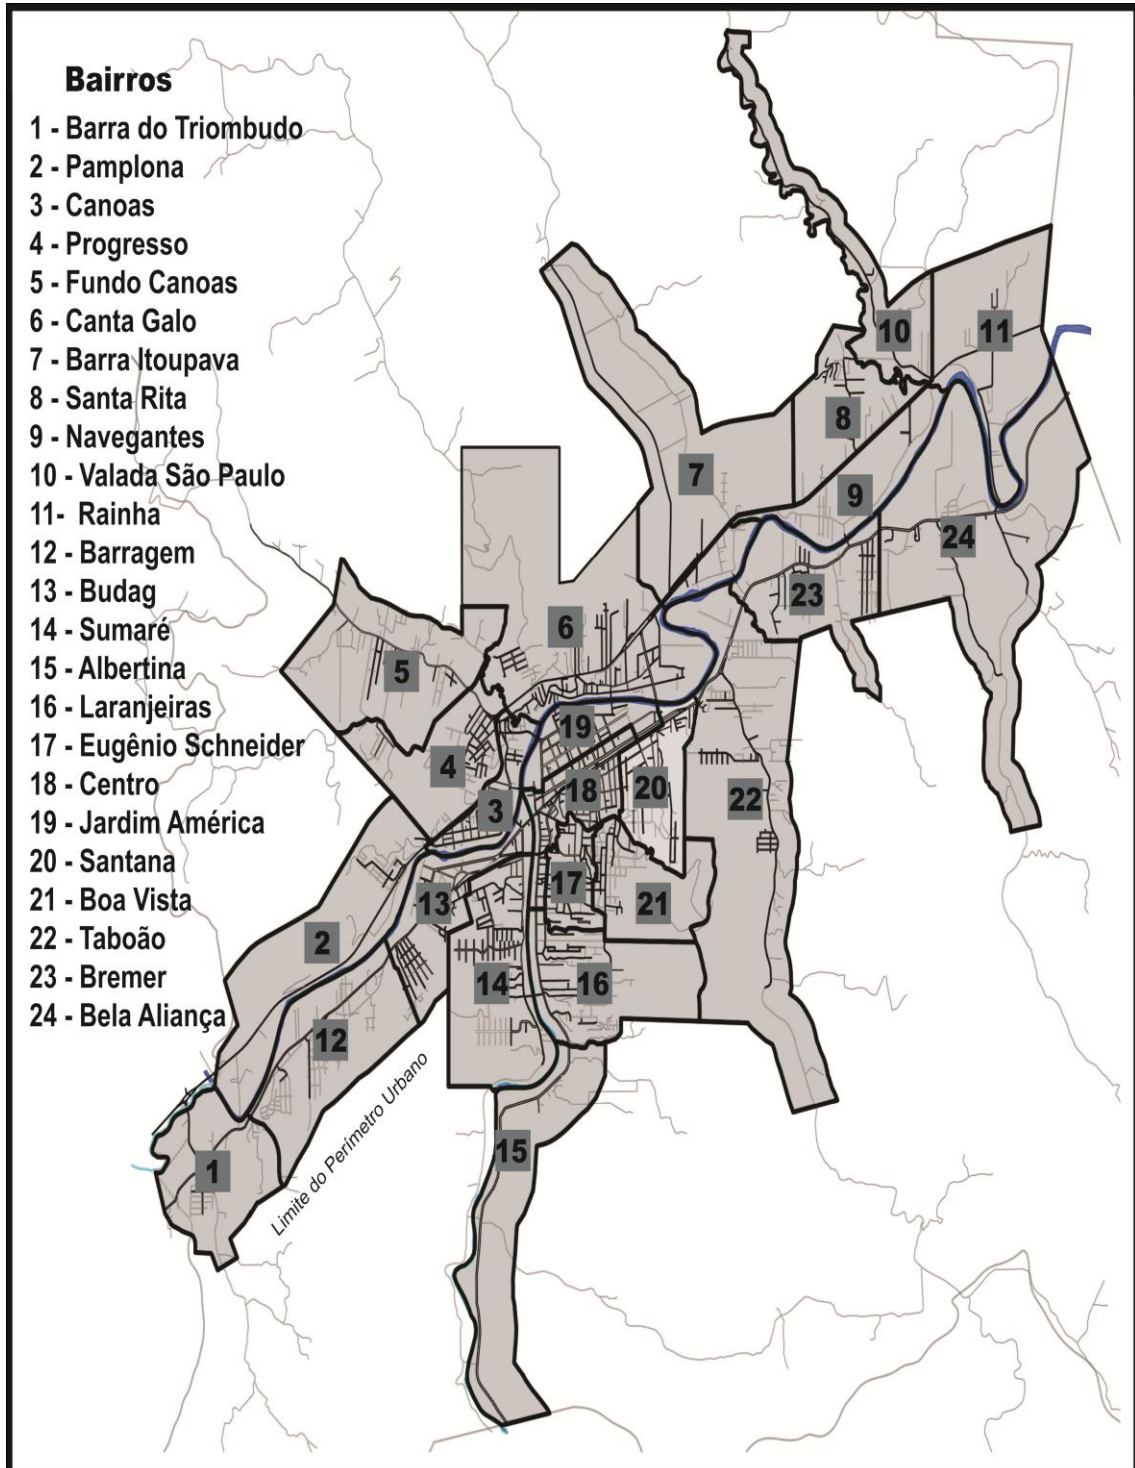 Bairros
1 - Barra do Triombudo
2 - Pamplona
3 - Canoas
4 - Progresso
5 - Fundo Canoas
6 - Canta Galo
7 - Barra Itoupava
8 - Santa Rita
9 - Navegantes
10 - Valada São Paulo
11- Rainha
12 - Barragem
13 - Budag
14 - Sumaré
15 - Albertina
16 - Laranjeiras
17 - Eugênio Schneider
18 - Centro
19 - Jardim América
20 - Santana
21 - Boa Vista
22 - Taboão
23 - Bremer
24 - Bela Aliança
10
11
8
7
9
24
23
6
5
19
4
20
18
22
3
17
21
13
2
14
16
12
Limite do Perímetro Urbano
15
1